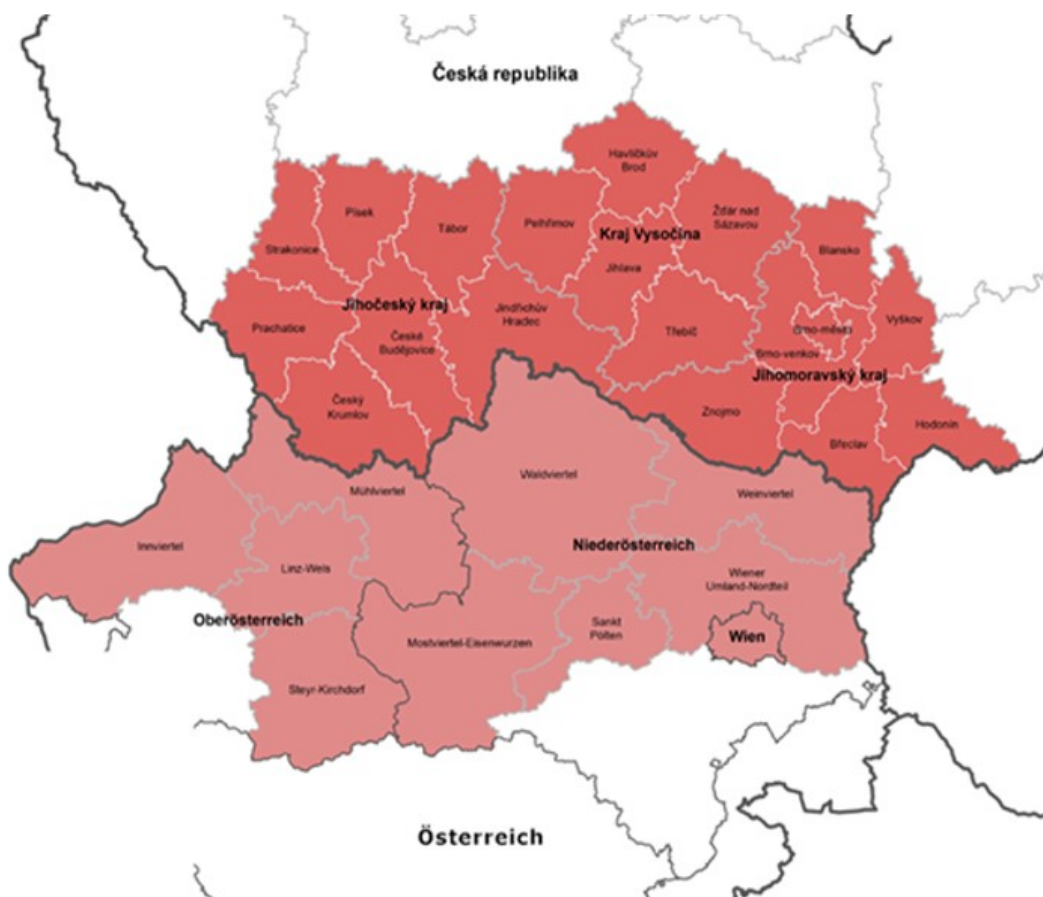 Česká republika
Havlíčkův
Brod
Písek
Tábor
Pelhřimov
Žďár nad
Sázavou
Kraj Vysočina
Strakonice
Jihlava
Blansko
Jihočeský kraj
Jindřichův
Hradec
Prachatice
České
Budějovice
Třebíč
Brno-město
Vyškov
Brno-venkov
Jihomoravský kraj
Český
Krumlov
Znojmo
Hodonín
Břeclav
Waldviertel
Mühlviertel
Weinviertel
Innviertel
Niederösterreich
Linz-Wels
Wiener
Umland-Nordteil
Oberösterreich
Sankt
Pölten
Wien
Mostviertel-Eisenwurzen
Steyr-Kirchdorf
Österreich